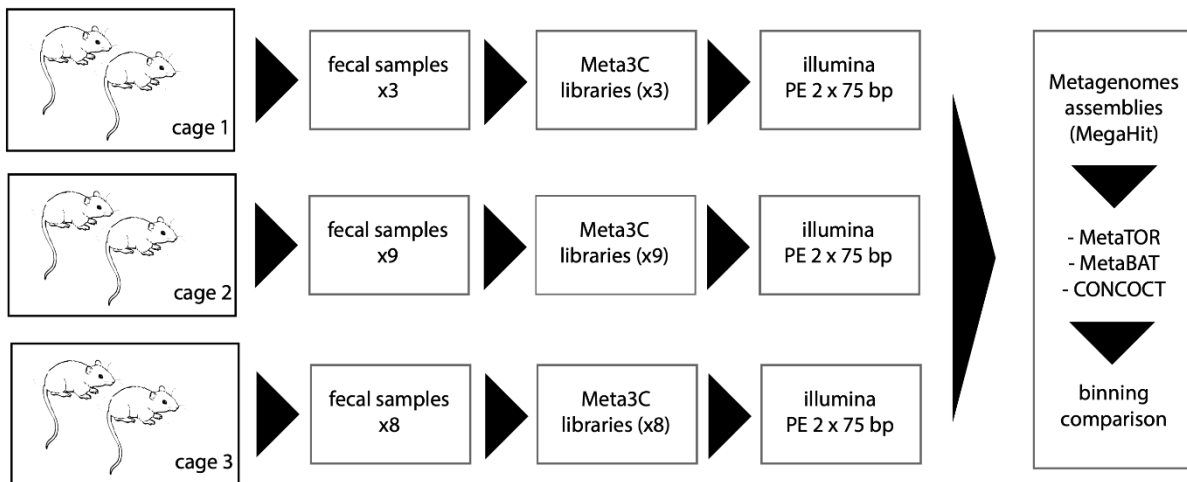 cage 1
fecal samples
x3
Meta3C
libraries (x3)
illumina
PE 2 x 75 bp
cage 2
fecal samples
x9
Meta3C
libraries (x9)
illumina
PE 2 x 75 bp
cage 3
fecal samples
x8
Meta3C
libraries (x8)
illumina
PE 2 x 75 bp
Metagenomes
assemblies
(MegaHit)
- MetaTOR
- MetaBAT
- CONCOCT
binning
comparison